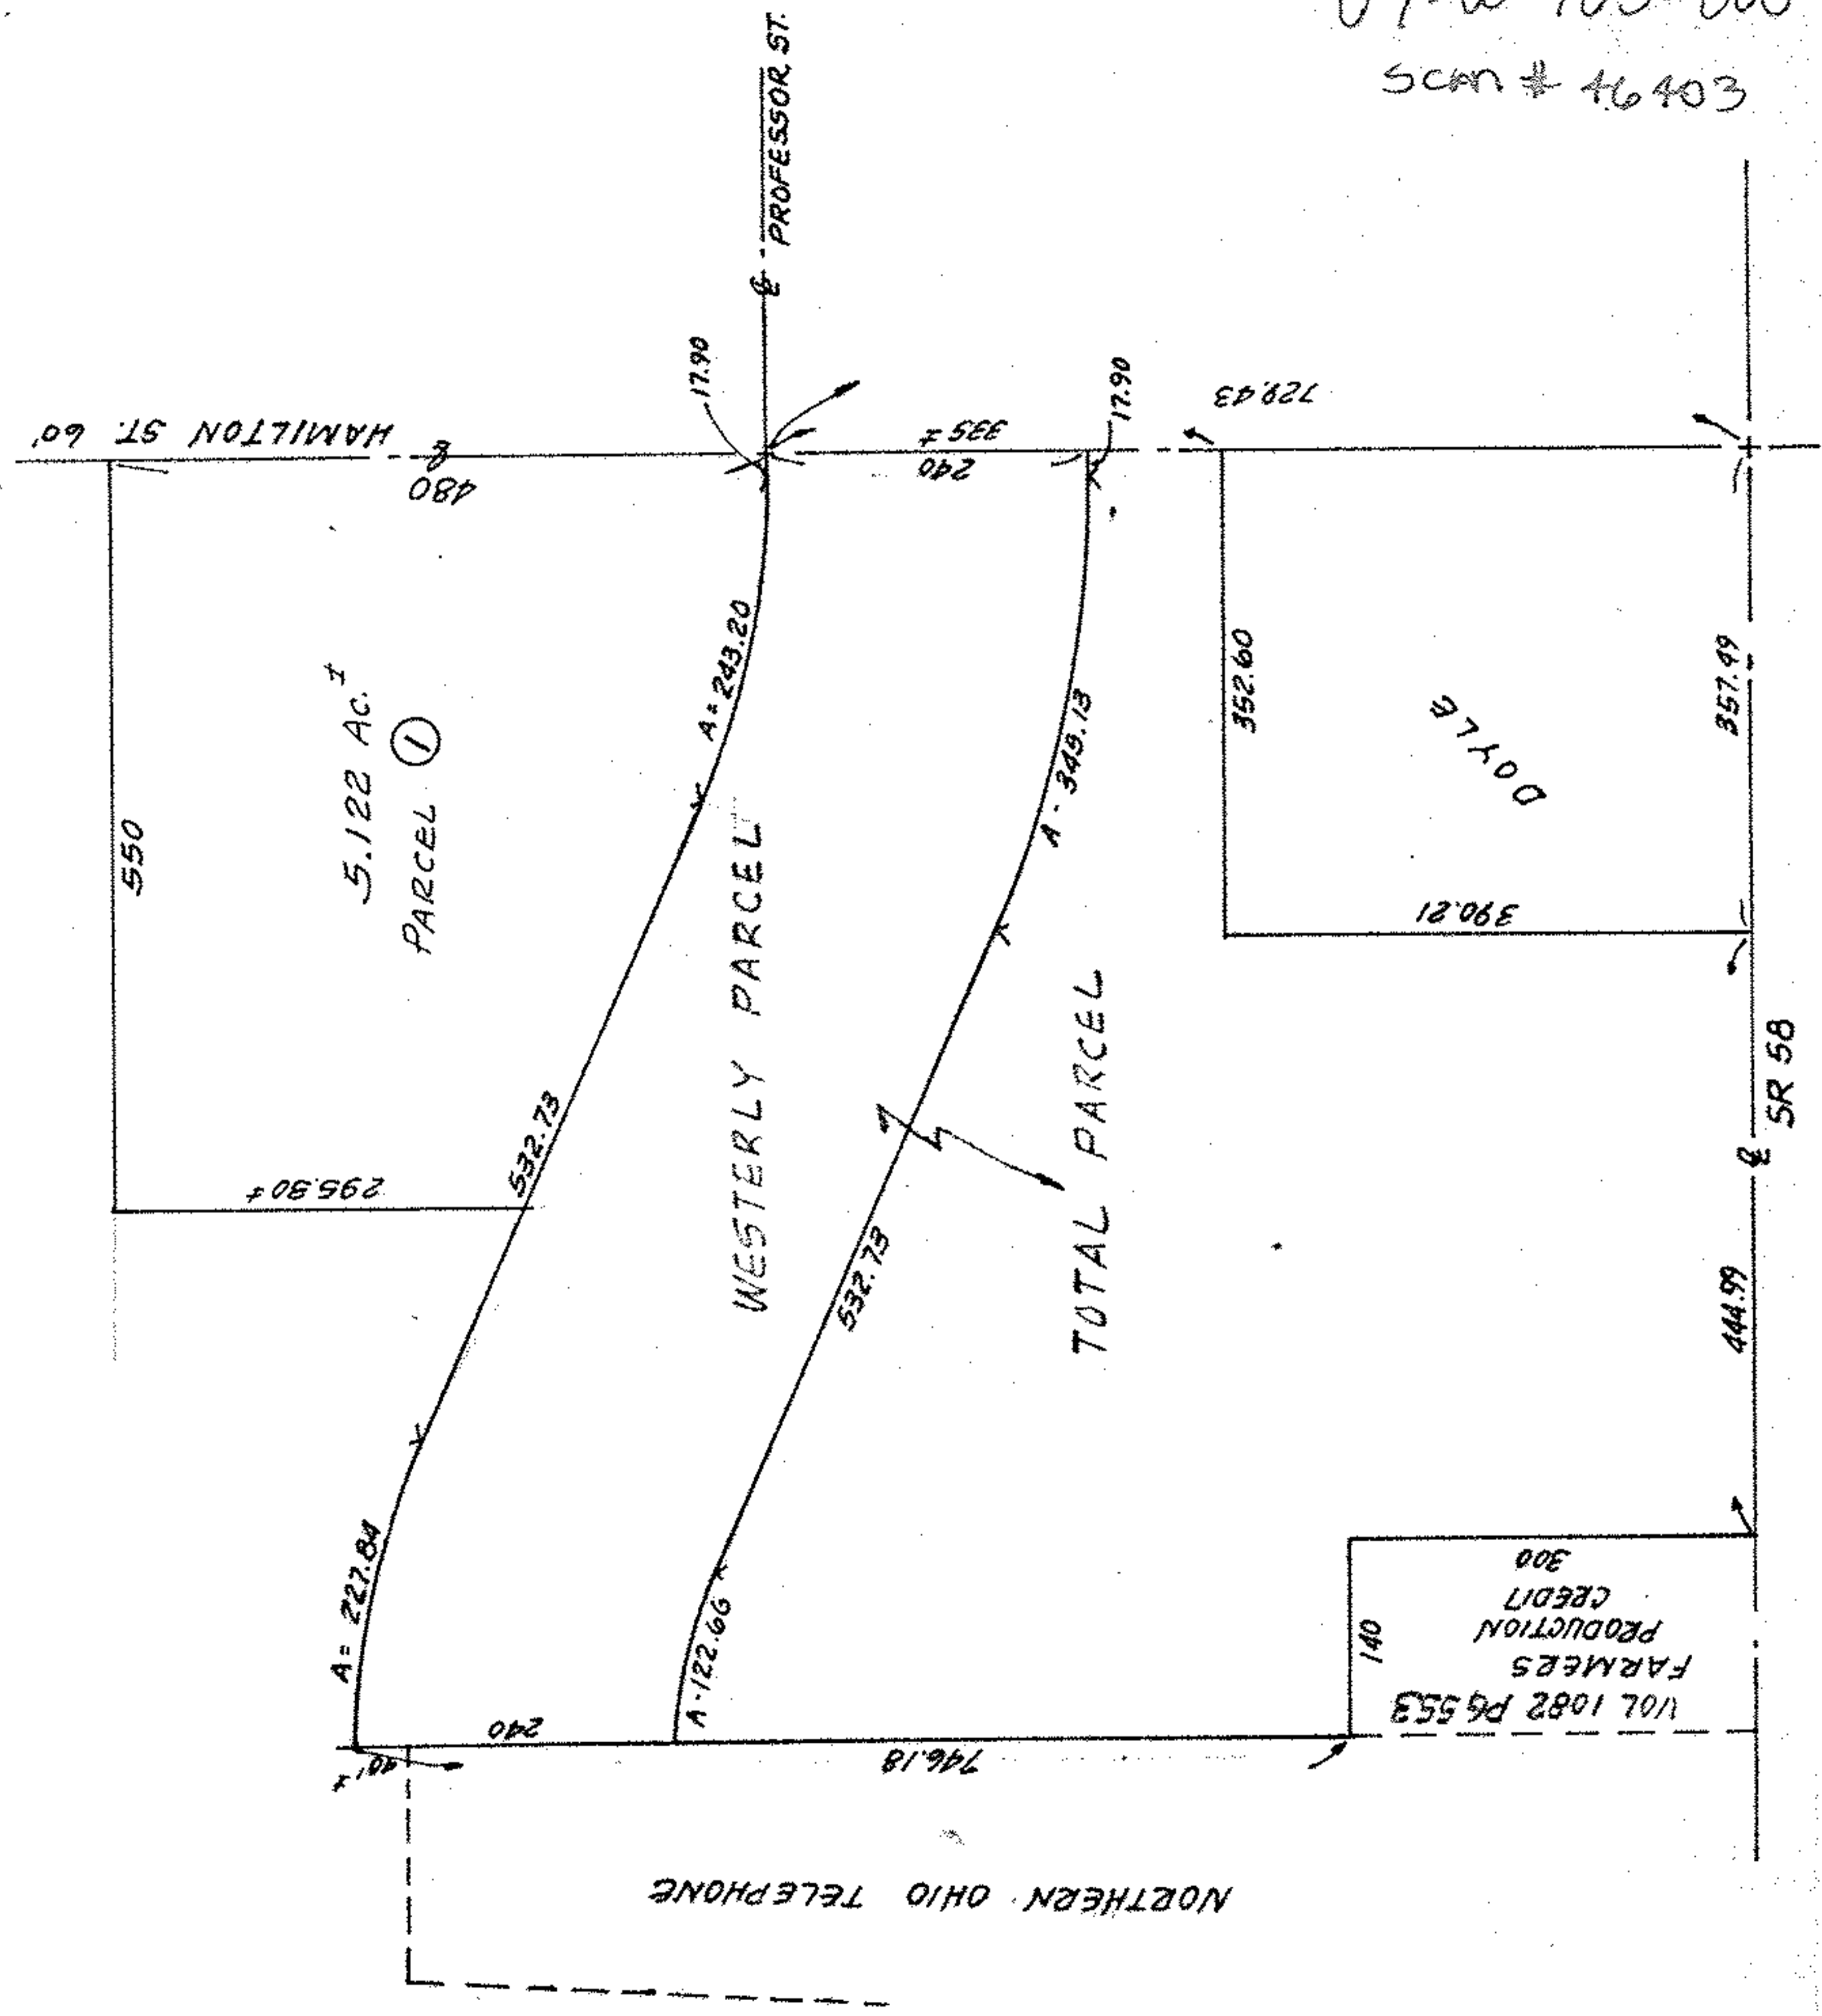 SCAN # 46403
PROFESSOR ST.
HAMILTON ST. 60'
480
17.90
335 ±
240
17.90
729.43
550
5.122 AC.±
PARCEL 1
A = 243.20
295.30 ±
532.73
WESTERLY PARCEL
A - 349.13
352.60
DOYLE
390.21
357.49
532.73
TOTAL PARCEL
SR 58
444.99
A = 227.84
A - 122.66
240
40' ±
746.18
140
300
VOL 1082 PG 553
FARMERS
PRODUCTION
CREDIT
NORTHERN OHIO TELEPHONE